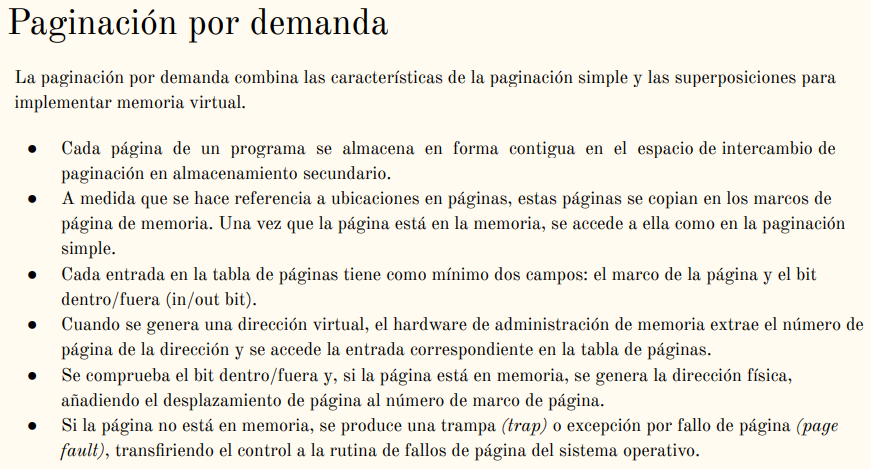 Paginación por demanda
La paginación por demanda combina las características de la paginación simple y las superposiciones para
implementar memoria virtual.
● Cada página de un programa se almacena en forma contigua en el espacio de intercambio de
paginación en almacenamiento secundario.
● A medida que se hace referencia a ubicaciones en páginas, estas páginas se copian en los marcos de
página de memoria. Una vez que la página está en la memoria, se accede a ella como en la paginación
simple.
● Cada entrada en la tabla de páginas tiene como mínimo dos campos: el marco de la página y el bit
dentro/fuera (in/out bit).
● Cuando se genera una dirección virtual, el hardware de administración de memoria extrae el número de
página de la dirección y se accede la entrada correspondiente en la tabla de páginas.
● Se comprueba el bit dentro/fuera y, si la página está en memoria, se genera la dirección física,
añadiendo el desplazamiento de página al número de marco de página.
● Si la página no está en memoria, se produce una trampa (trap) o excepción por fallo de página (page
fault), transfiriendo el control a la rutina de fallos de página del sistema operativo.